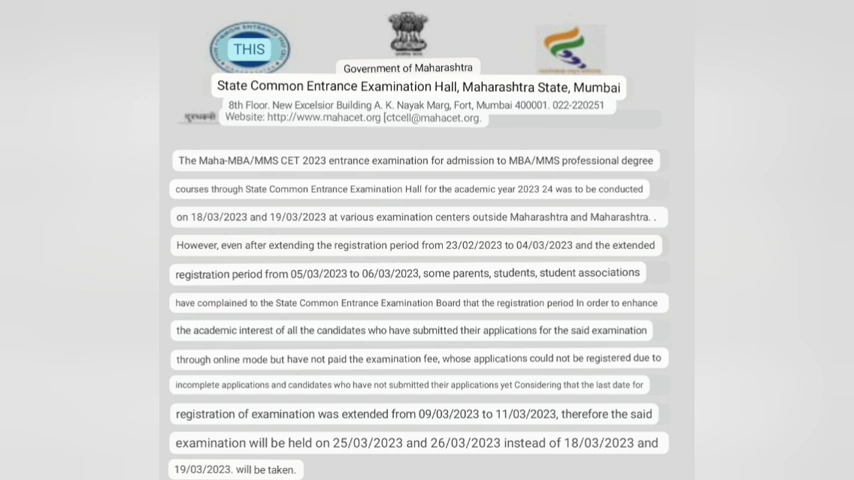 THIS
Government of Maharashtra
State Common Entrance Examination Hall, Maharashtra State, Mumbai
8th Floor. New Excelsior Building A. K. Nayak Marg, Fort, Mumbai 400001. 022-220251
Website: http://www.mahacet.org [ctcell@mahacet.org.
The Maha-MBA/MMS CET 2023 entrance examination for admission to MBA/MMS professional degree
courses through State Common Entrance Examination Hall for the academic year 2023 24 was to be conducted
on 18/03/2023 and 19/03/2023 at various examination centers outside Maharashtra and Maharashtra. .
However, even after extending the registration period from 23/02/2023 to 04/03/2023 and the extended
registration period from 05/03/2023 to 06/03/2023, some parents, students, student associations
have complained to the State Common Entrance Examination Board that the registration period In order to enhance
the academic interest of all the candidates who have submitted their applications for the said examination
through online mode but have not paid the examination fee, whose applications could not be registered due to
incomplete applications and candidates who have not submitted their applications yet Considering that the last date for
registration of examination was extended from 09/03/2023 to 11/03/2023, therefore the said
examination will be held on 25/03/2023 and 26/03/2023 instead of 18/03/2023 and
19/03/2023. will be taken.